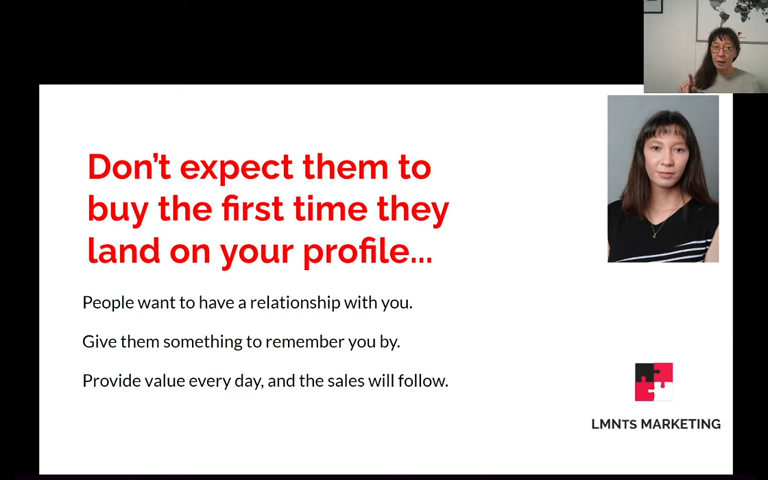 Don't expect them to
buy the first time they
land on your profile...
People want to have a relationship with you.
Give them something to remember you by.
Provide value every day, and the sales will follow.
LMNTS MARKETING